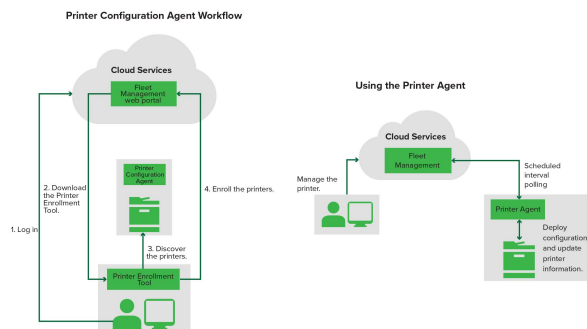 Printer Configuration Agent Workflow
Cloud Services
Fleet
Management
web portal
Printer
Configuration
Agent
2. Download
the Printer
Enrollment
Tool.
4. Enroll the printers.
1. Log in
3. Discover
the printers.
Printer Enrollment
Tool
Using the Printer Agent
Cloud Services
Fleet
Management
Manage the
printer.
Scheduled
interval
polling
Printer Agent
Deploy
configuration
and update
printer
information.